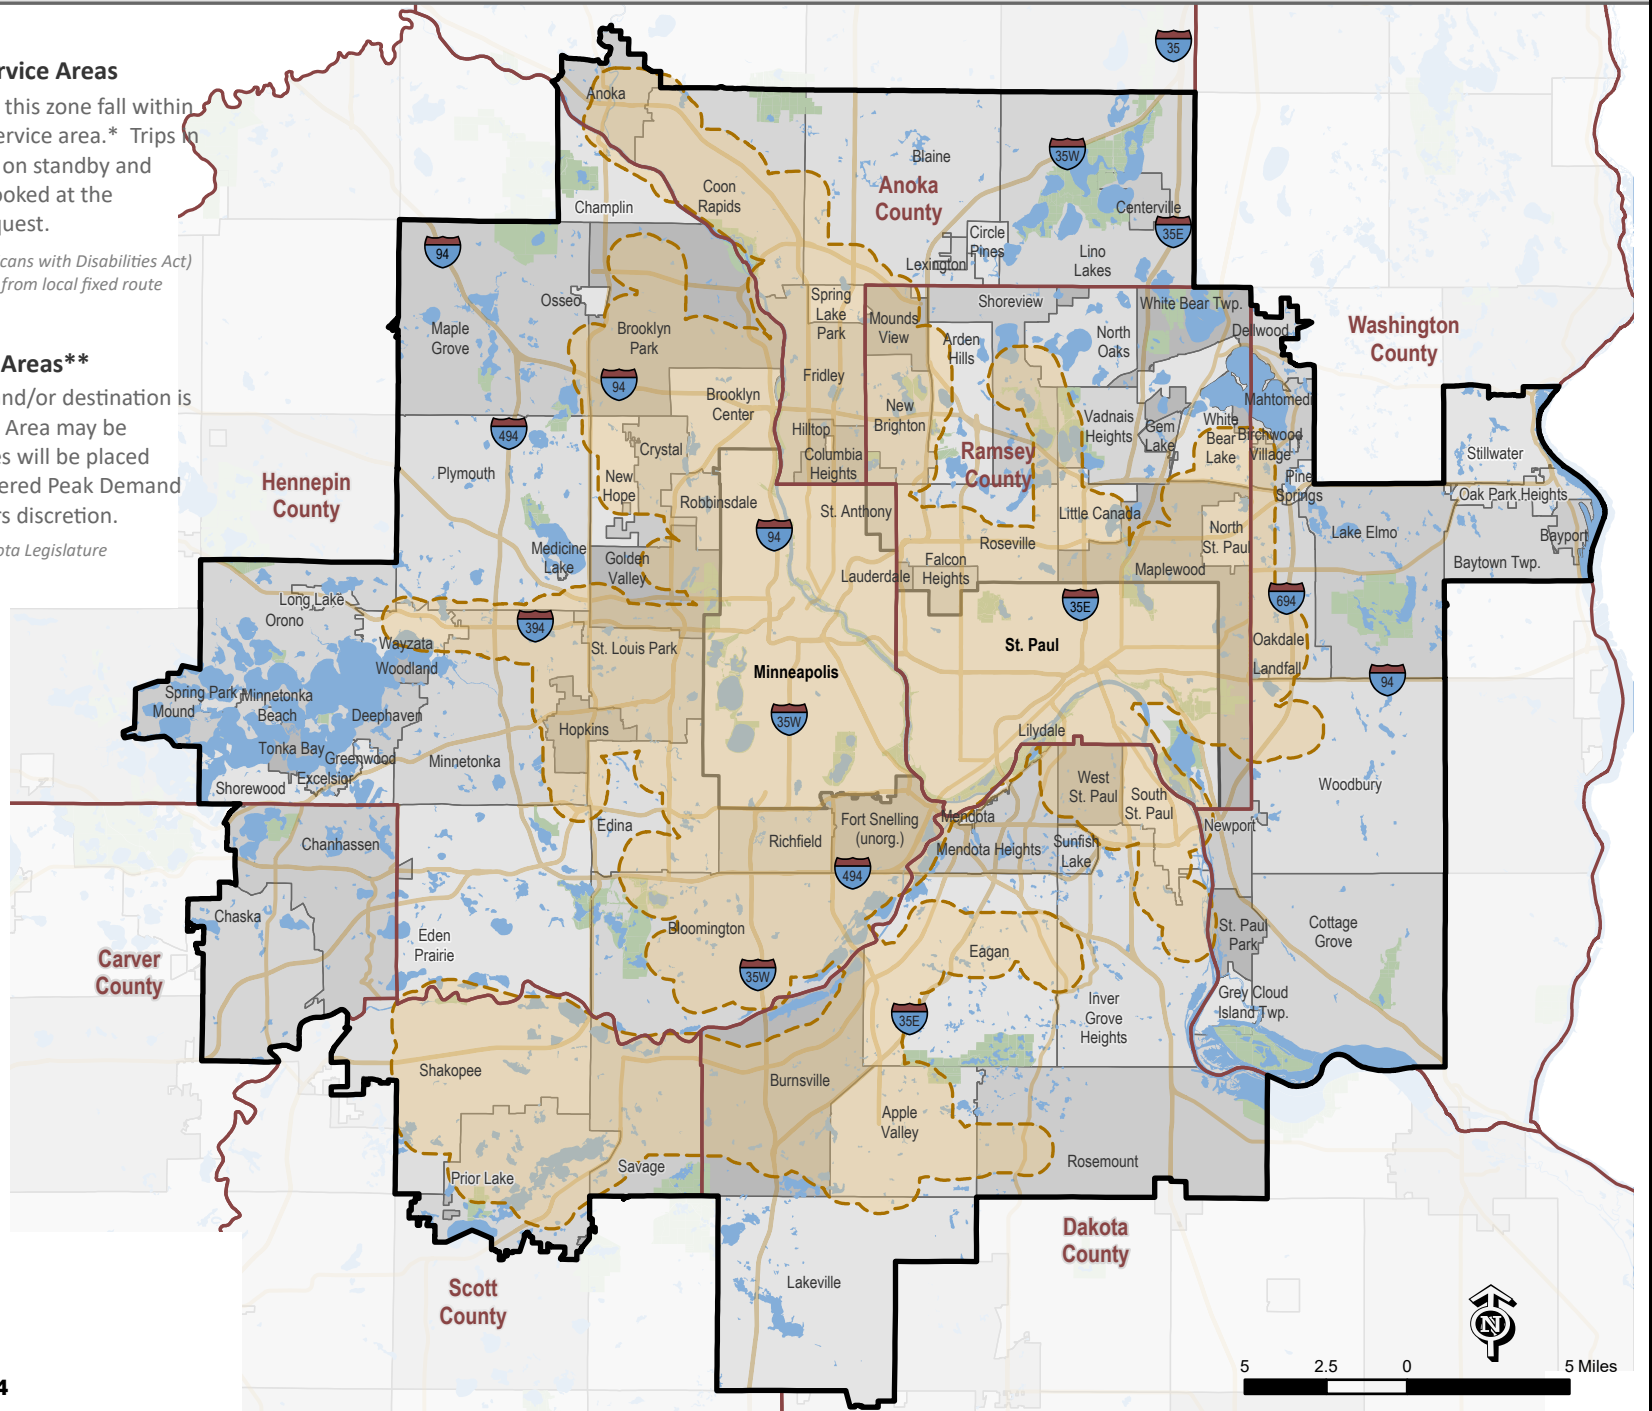 rvice Areas
this zone fall within
ervice area.* Trips in
on standby and
ooked at the
uest.
cans with Disabilities Act)
from local fixed route
Areas**
nd/or destination is
Area may be
es will be placed
ered Peak Demand
rs discretion.
ota Legislature
4
35
Anoka
Blaine
35W
Anoka
County
Coon
Rapids
Champlin
Centerville
35E
Circle
Pines
Lexington
Lino
Lakes
94
Osseo
Maple
Grove
Brooklyn
Park
94
Spring
Lake
Park
Mounds
View
Shoreview
White Bear Twp.
Dellwood
Arden
Hills
North
Oaks
Washington
County
Fridley
Brooklyn
Center
New
Brighton
Mahtomedi
494
Hilltop
Columbia
Heights
Vadnais
Heights
Gem
Lake
White
Bear
Lake
Birchwood
Village
Ramsey
County
Crystal
Plymouth
New
Hope
Robbinsdale
Hennepin
County
Pine
Springs
Stillwater
Oak Park Heights
Bayport
Baytown Twp.
Lake Elmo
St. Anthony
Little Canada
94
Roseville
North
St. Paul
Medicine
Lake
Golden
Valley
Lauderdale
Falcon
Heights
Maplewood
Long Lake
Orono
35E
694
394
Wayzata
Woodland
St. Louis Park
Minneapolis
St. Paul
Oakdale
Landfall
94
Spring Park
Mound
Minnetonka
Beach
Deephaven
35W
Hopkins
Lilydale
Tonka Bay
Greenwood
Excelsior
Shorewood
Minnetonka
West
St. Paul
South
St. Paul
Woodbury
Chanhassen
Edina
Richfield
Fort Snelling
(unorg.)
494
Mendota
Mendota Heights
Sunfish
Lake
Newport
Chaska
Eden
Prairie
Bloomington
35W
Eagan
St. Paul
Park
Cottage
Grove
Carver
County
35E
Inver
Grove
Heights
Grey Cloud
Island Twp.
Shakopee
Burnsville
Apple
Valley
Savage
Prior Lake
Rosemount
Dakota
County
Scott
County
Lakeville
N
5 2.5 0 5 Miles